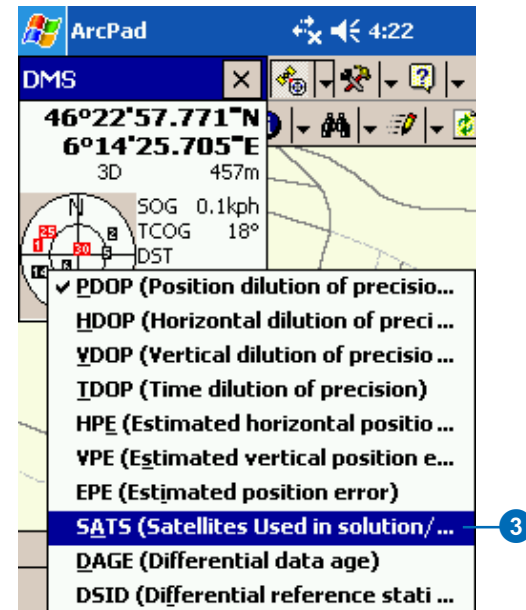 ArcPad 4:22
DMS
46°22'57.771"N
6°14'25.705"E
3D 457m
N SOG 0.1kph
TCOG 18°
DST
✓ PDOP (Position dilution of precisio...
HDOP (Horizontal dilution of preci ...
VDOP (Vertical dilution of precisio ...
TDOP (Time dilution of precision)
HPE (Estimated horizontal positio ...
VPE (Estimated vertical position e...
EPE (Estimated position error)
SATS (Satellites Used in solution/ ... 3
DAGE (Differential data age)
DSID (Differential reference stati ...